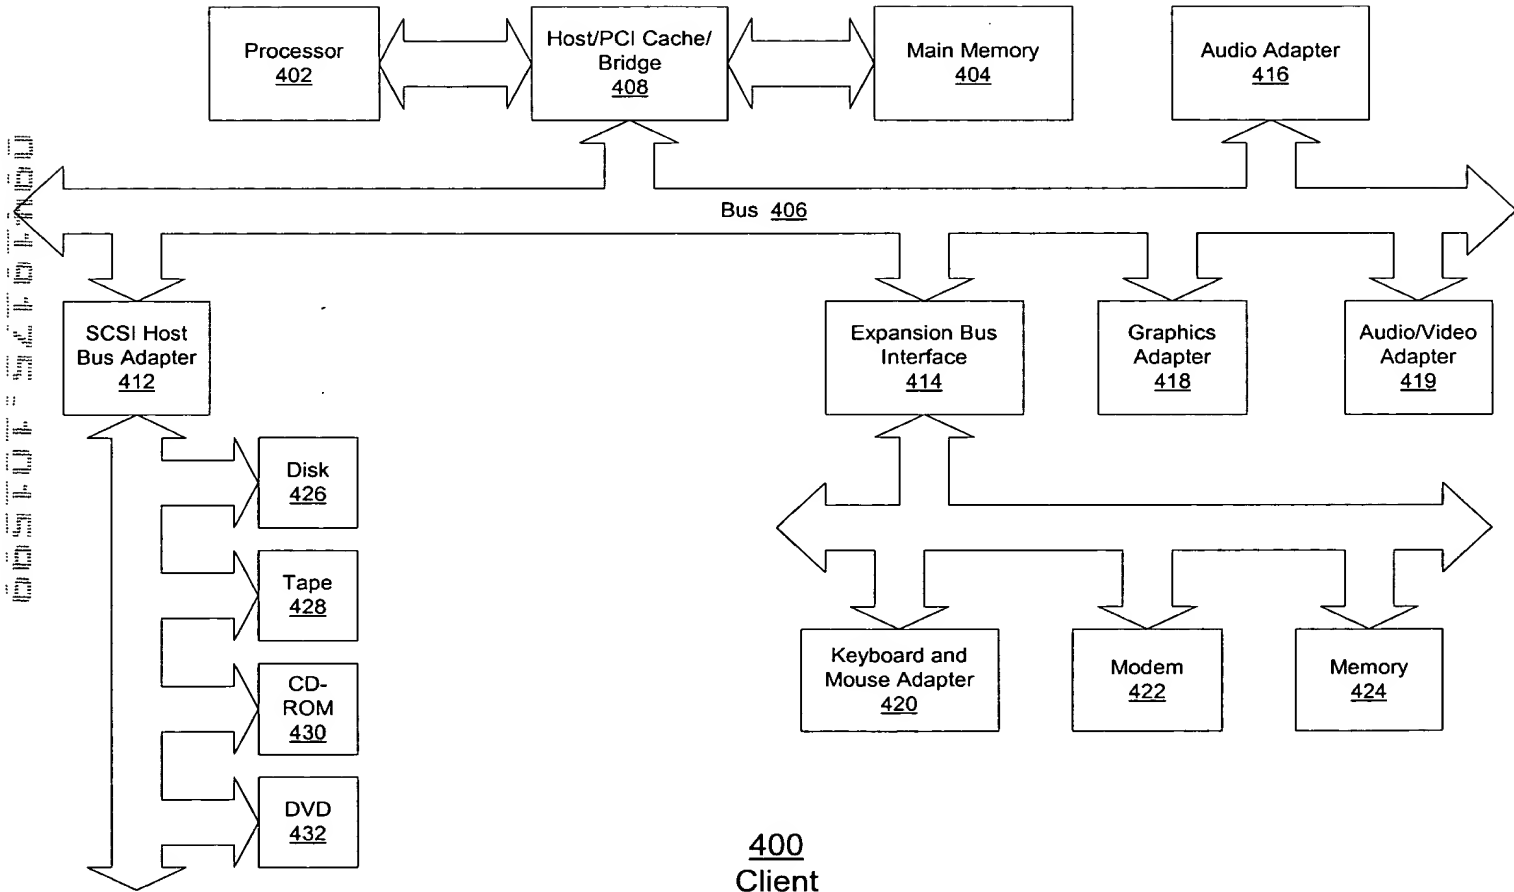 Processor
402
Host/PCI Cache/
Bridge
408
Main Memory
404
Audio Adapter
416
Bus 406
SCSI Host
Bus Adapter
412
Expansion Bus
Interface
414
Graphics
Adapter
418
Audio/Video
Adapter
419
Disk
426
Tape
428
CD-
ROM
430
DVD
432
Keyboard and
Mouse Adapter
420
Modem
422
Memory
424
400
Client